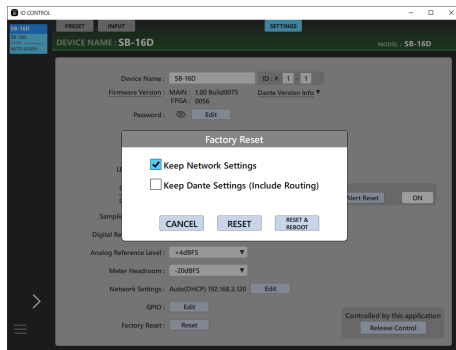 IO CONTROL
SB-16D
SB-16D
AUTO-ID\SIN
PRESET INPUT SETTINGS
DEVICE NAME : SB-16D MODEL : SB-16D
Device Name : SB-16D ID : # 1 - 1
Firmware Version : MAIN : 1.00 Build0075 Dante Version Info ▼
FPGA : 0056
Password : Edit
Factory Reset
Keep Network Settings
Keep Dante Settings (Include Routing)
Alert Reset ON
CANCEL RESET RESET &
REBOOT
Analog Reference Level : +4dBFS ▼
Meter Headroom : -20dBFS ▼
Network Settings : Auto(DHCP) 192.168.2.120 Edit
GPIO : Edit
Factory Reset : Reset
Controlled by this application
Release Control